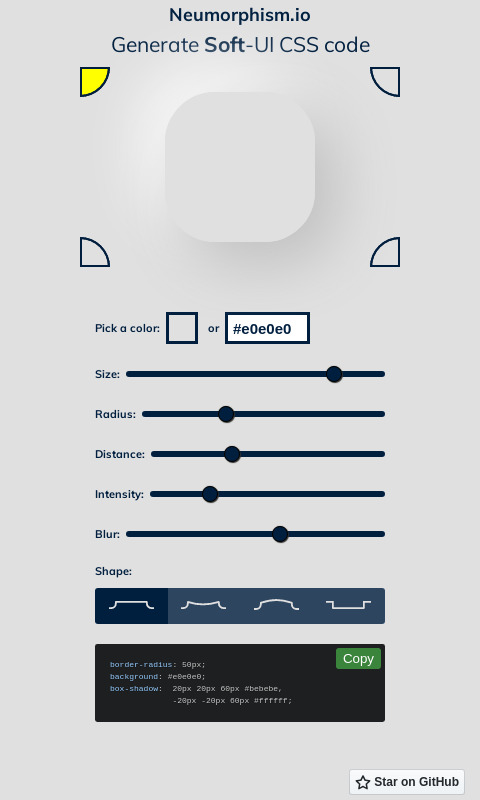 Neumorphism.io
Generate Soft-UI CSS code
Pick a color:
or
#e0e0e0
Size:
Radius:
Distance:
Intensity:
Blur:
Shape:
Copy
border-radius: 50px;
background: #e0e0e0;
box-shadow: 20px 20px 60px #bebebe,
-20px -20px 60px #ffffff;
Star on GitHub